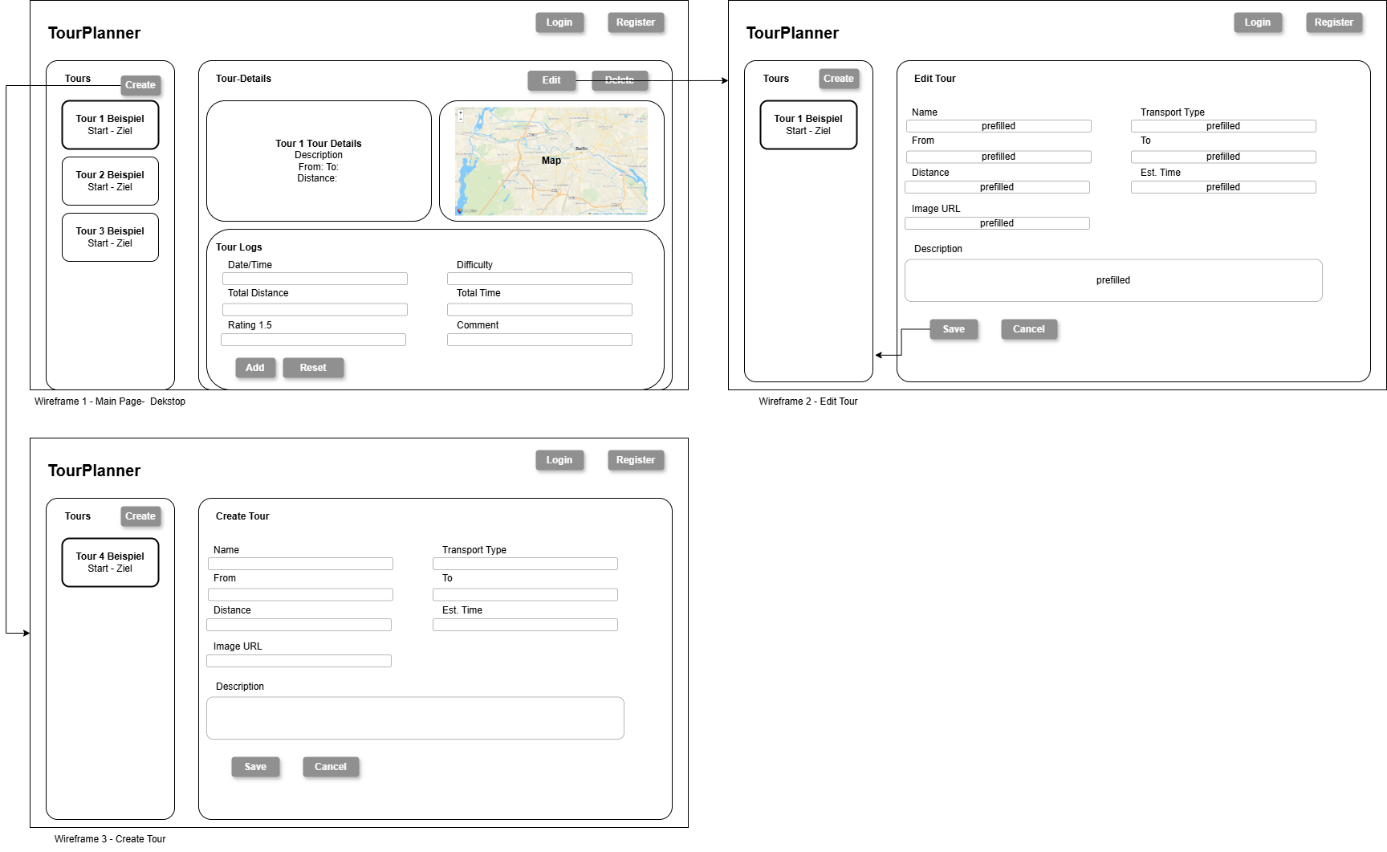 TourPlanner
Login
Register
Tours
Create
Tour 1 Beispiel
Start - Ziel
Tour 2 Beispiel
Start - Ziel
Tour 3 Beispiel
Start - Ziel
Tour-Details
Edit
Delete
Tour 1 Tour Details
Description
From: To:
Distance:
Map
Berlin
Tour Logs
Date/Time
Difficulty
Total Distance
Total Time
Rating 1.5
Comment
Add
Reset
Wireframe 1 - Main Page- Dekstop
TourPlanner
Login
Register
Tours
Create
Tour 1 Beispiel
Start - Ziel
Edit Tour
Name
Transport Type
prefilled
prefilled
From
To
prefilled
prefilled
Distance
Est. Time
prefilled
prefilled
Image URL
prefilled
Description
prefilled
Save
Cancel
Wireframe 2 - Edit Tour
TourPlanner
Login
Register
Tours
Create
Tour 4 Beispiel
Start - Ziel
Create Tour
Name
Transport Type
From
To
Distance
Est. Time
Image URL
Description
Save
Cancel
Wireframe 3 - Create Tour